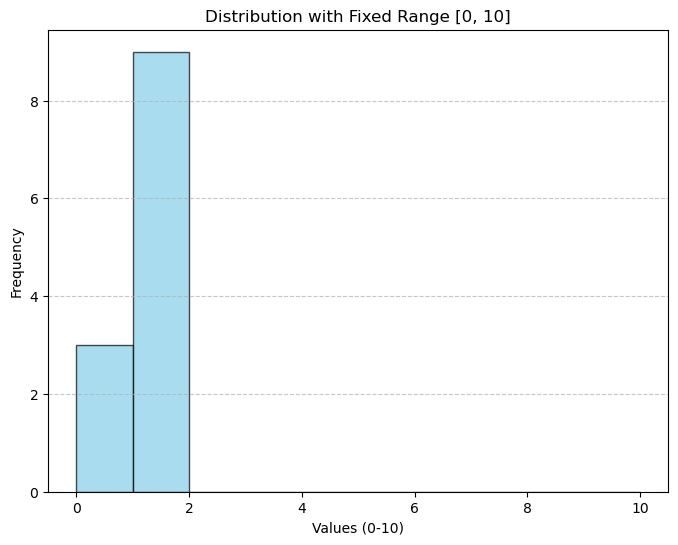 Distribution with Fixed Range [0, 10]
Frequency
8
6
4
2
0
0 2 4 6 8 10
Values (0-10)